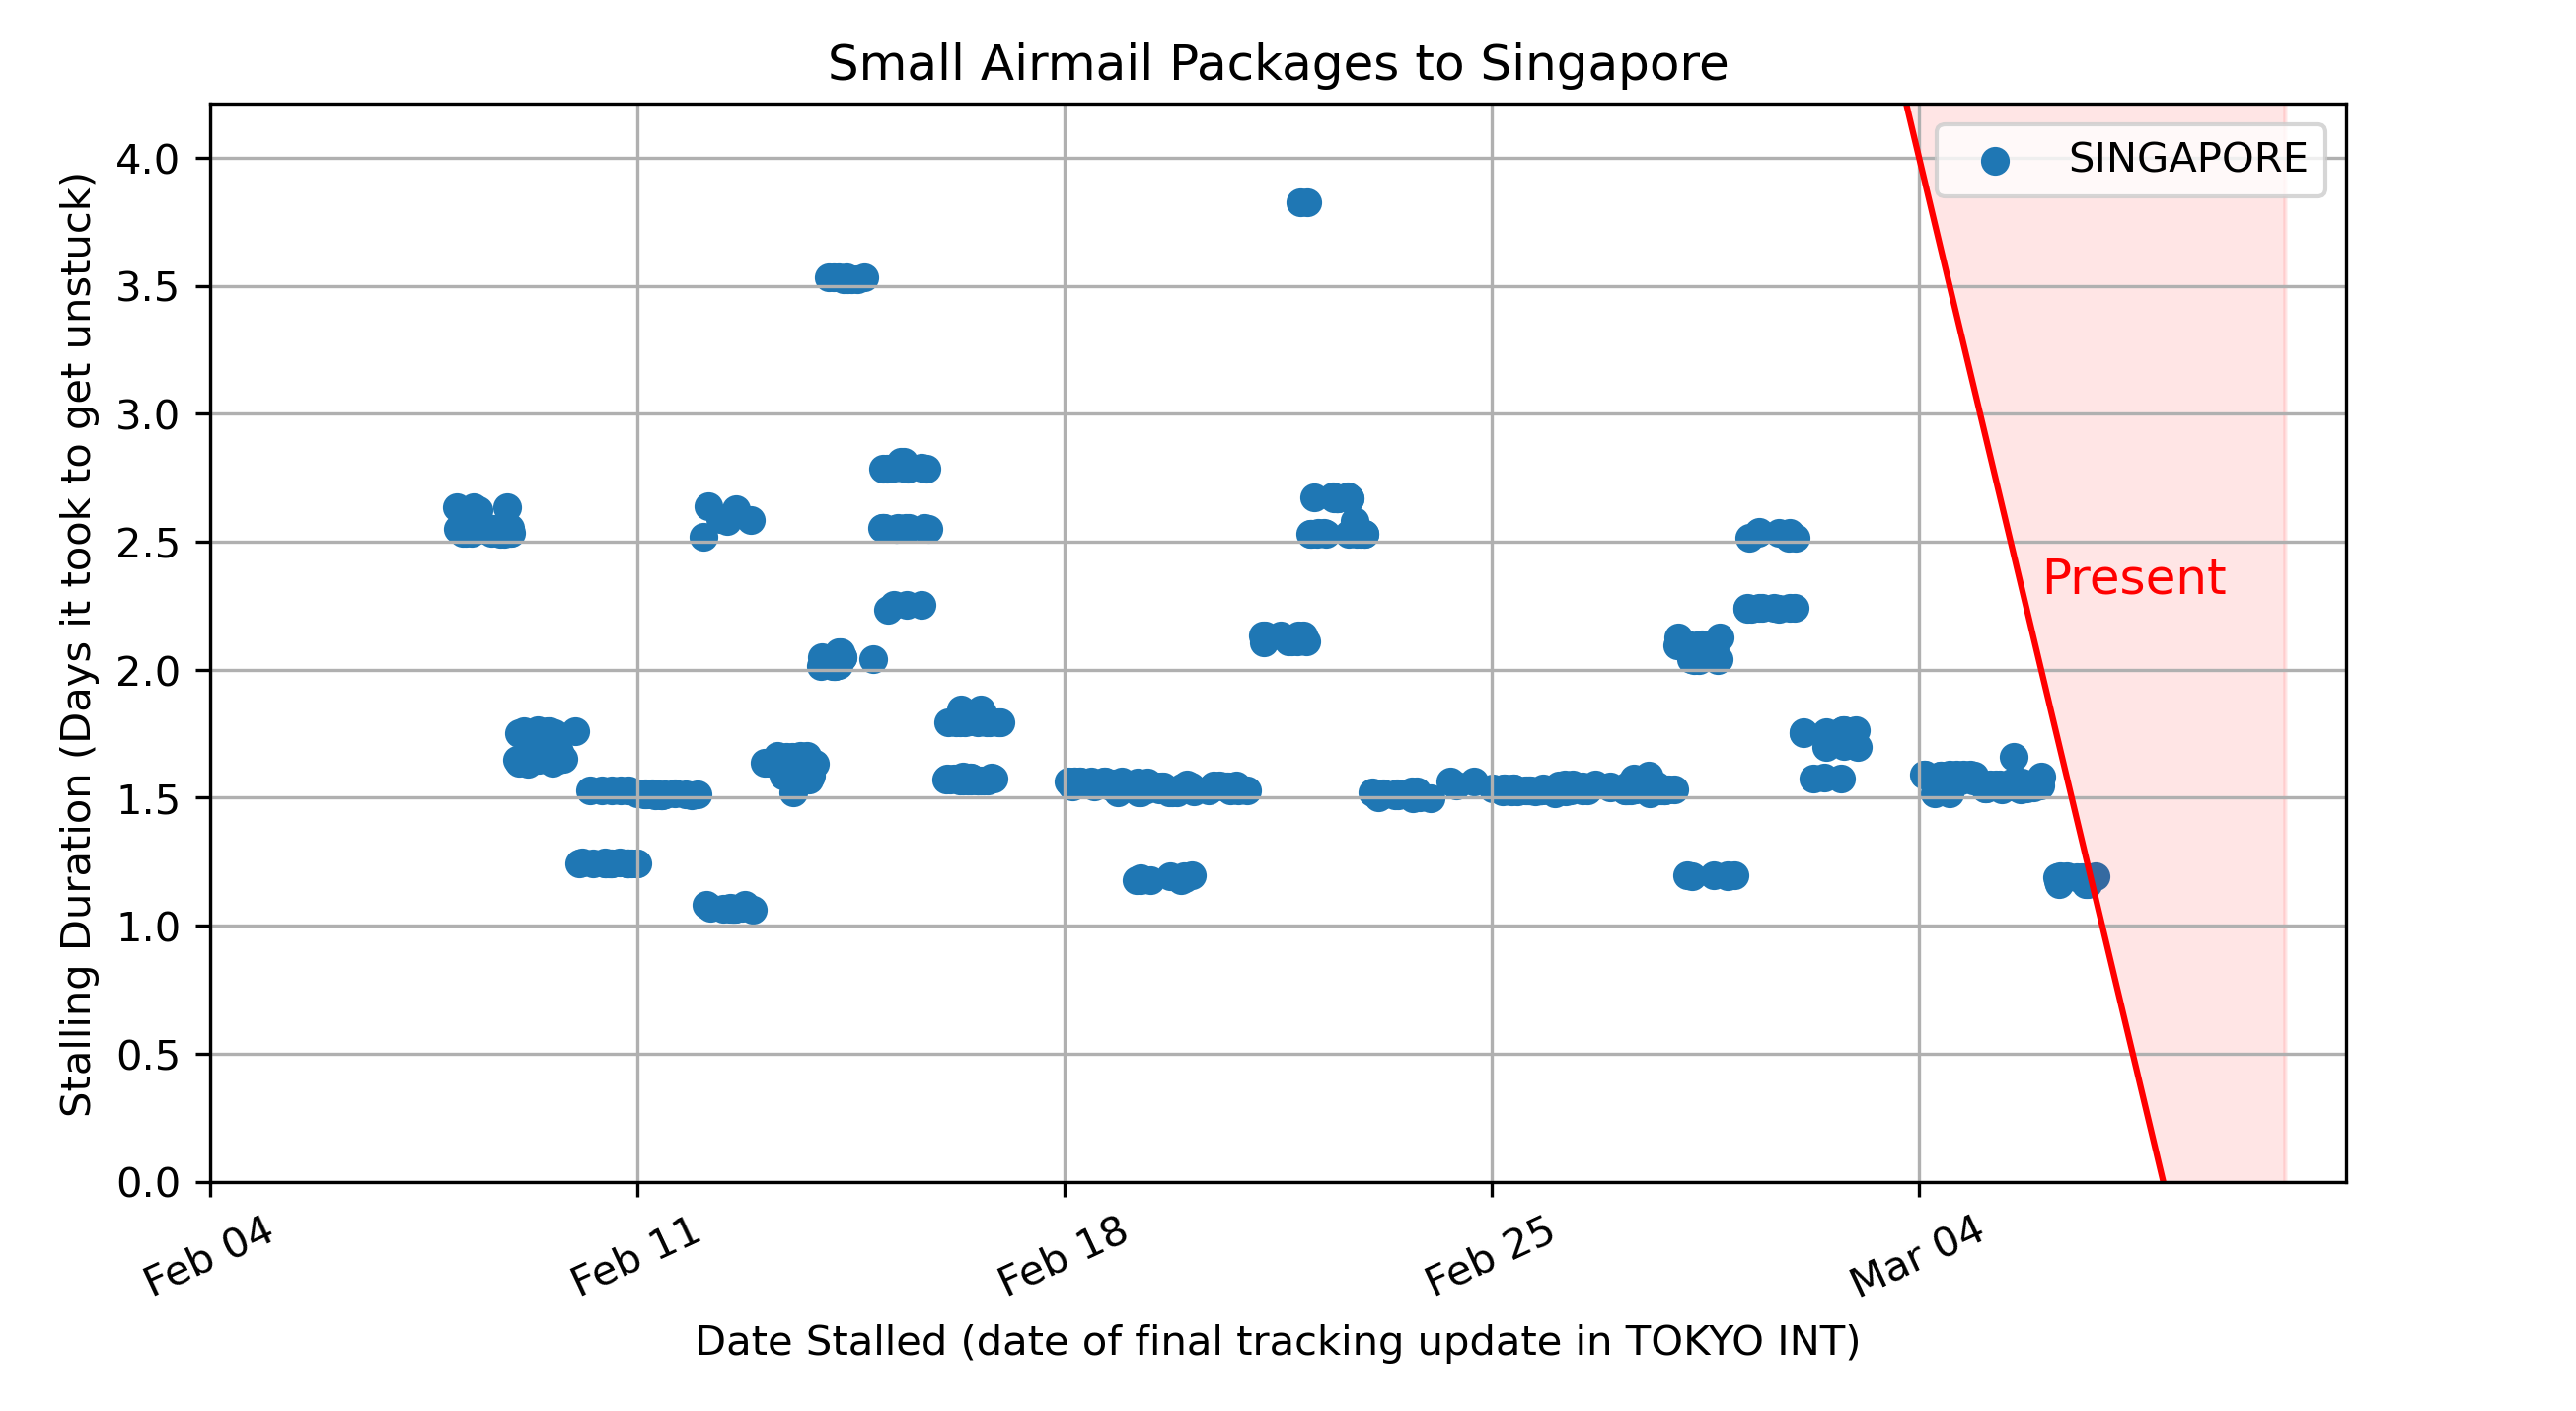 Small Airmail Packages to Singapore
SINGAPORE
Stalling Duration (Days it took to get unstuck)
4.0
3.5
3.0
2.5
2.0
1.5
1.0
0.5
0.0
Present
Feb 04
Feb 11
Feb 18
Feb 25
Mar 04
Date Stalled (date of final tracking update in TOKYO INT)